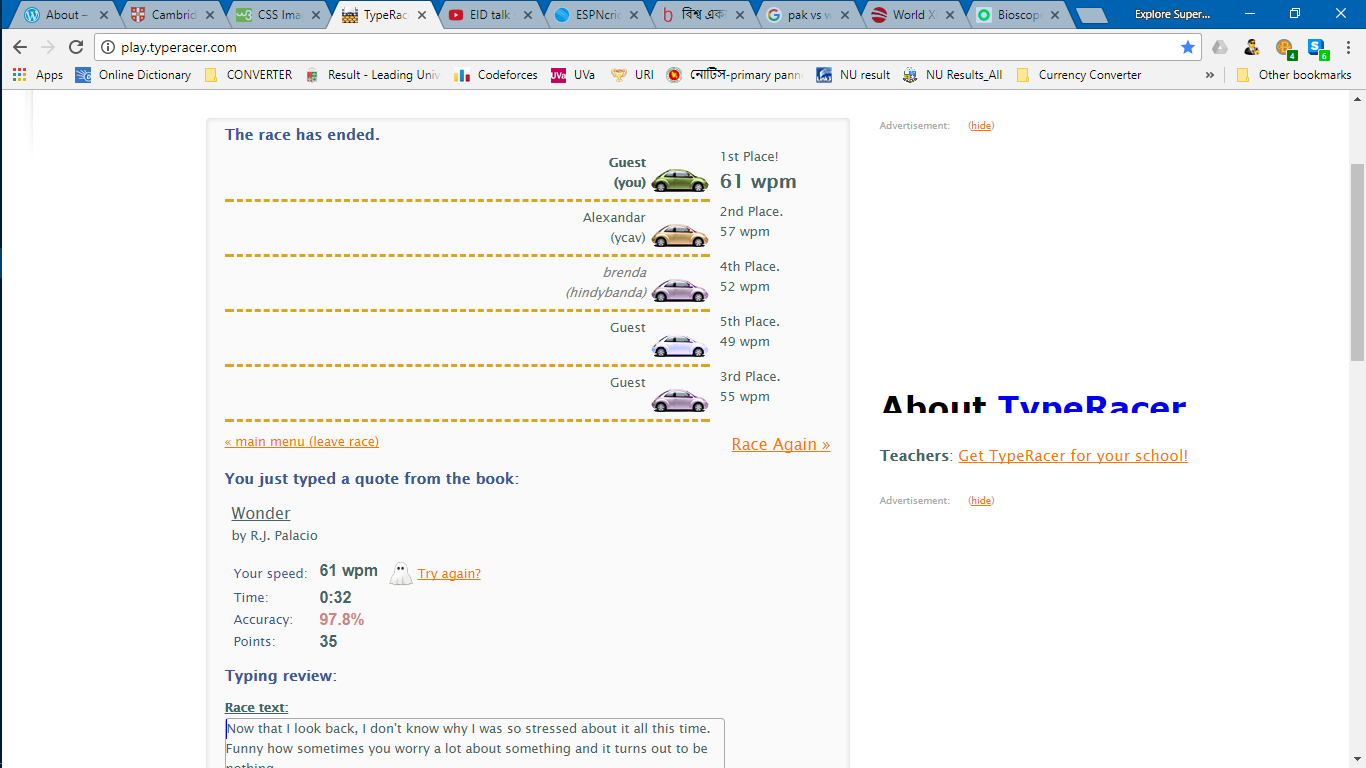 About –
Cambrid
CSS Ima
TypeRac
EID talk
ESPNcric
বিশ্ব এক
pak vs w
World X
Bioscope
Explore Super...
play.typeracer.com
4
6
Apps
Online Dictionary
CONVERTER
Result - Leading Univ
Codeforces
UVa
UVa
URI
নোটিস-primary pann
NU result
NU Results_All
Currency Converter
»
Other bookmarks
The race has ended.
Guest
(you)
1st Place!
61 wpm
Alexandar
(ycav)
2nd Place.
57 wpm
brenda
(hindybanda)
4th Place.
52 wpm
Guest
5th Place.
49 wpm
Guest
3rd Place.
55 wpm
« main menu (leave race)
Race Again »
You just typed a quote from the book:
Wonder
by R.J. Palacio
Your speed: 61 wpm Try again?
Time: 0:32
Accuracy: 97.8%
Points: 35
Typing review:
Race text:
Now that I look back, I don't know why I was so stressed about it all this time.
Funny how sometimes you worry a lot about something and it turns out to be
nothing.
Advertisement: (hide)
About TypeRacer
Teachers: Get TypeRacer for your school!
Advertisement: (hide)